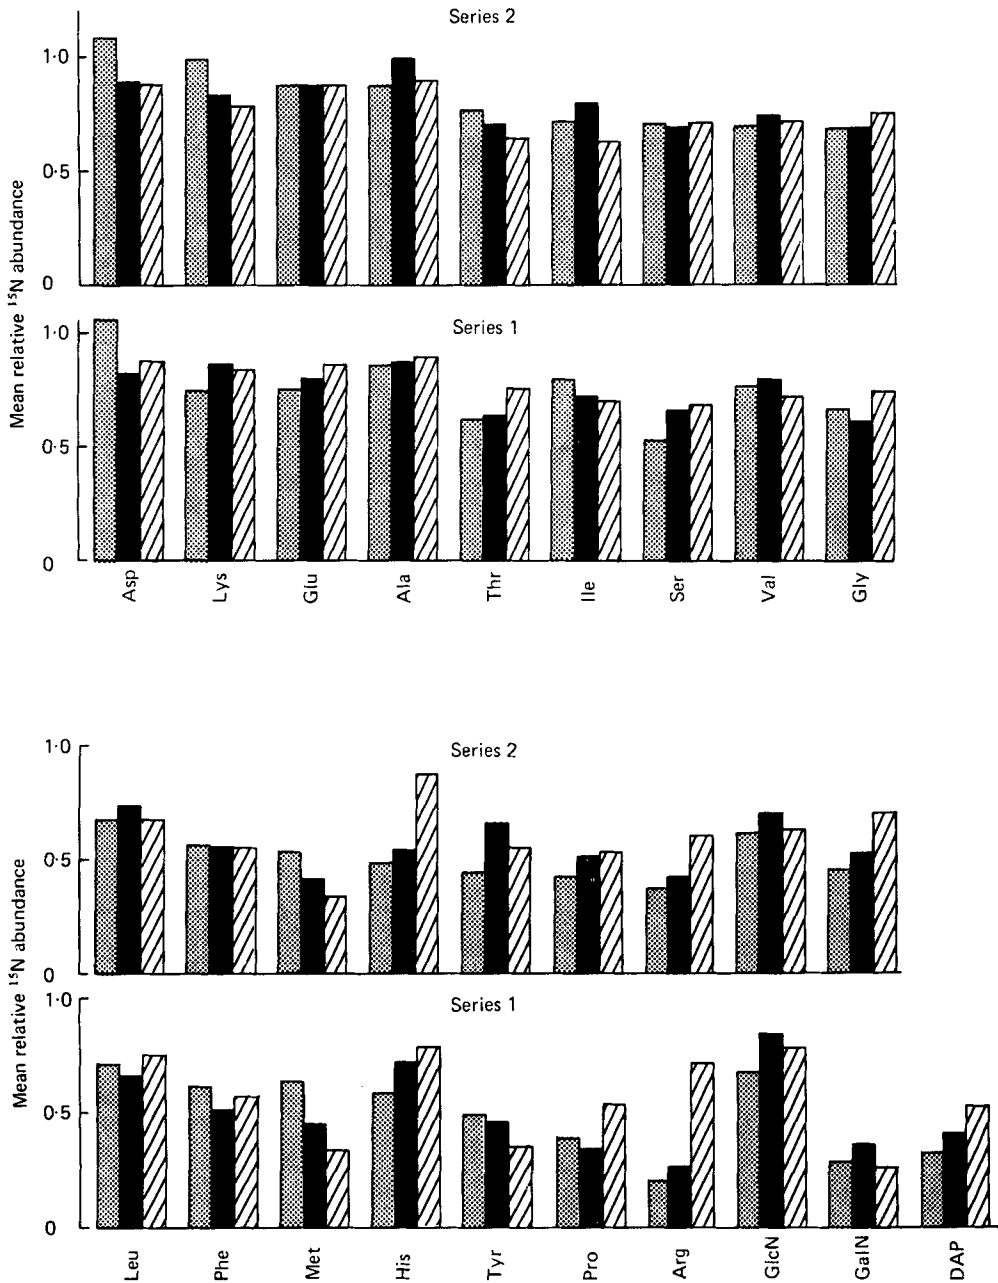 Series 2
1·0
0·5
0
Mean relative ¹⁵N abundance
Series 1
1·0
0·5
0
Asp Lys Glu Ala Thr Ile Ser Val Gly
Series 2
1·0
0·5
0
Mean relative ¹⁵N abundance
Series 1
1·0
0·5
0
Leu Phe Met His Tyr Pro Arg GlcN GalN DAP